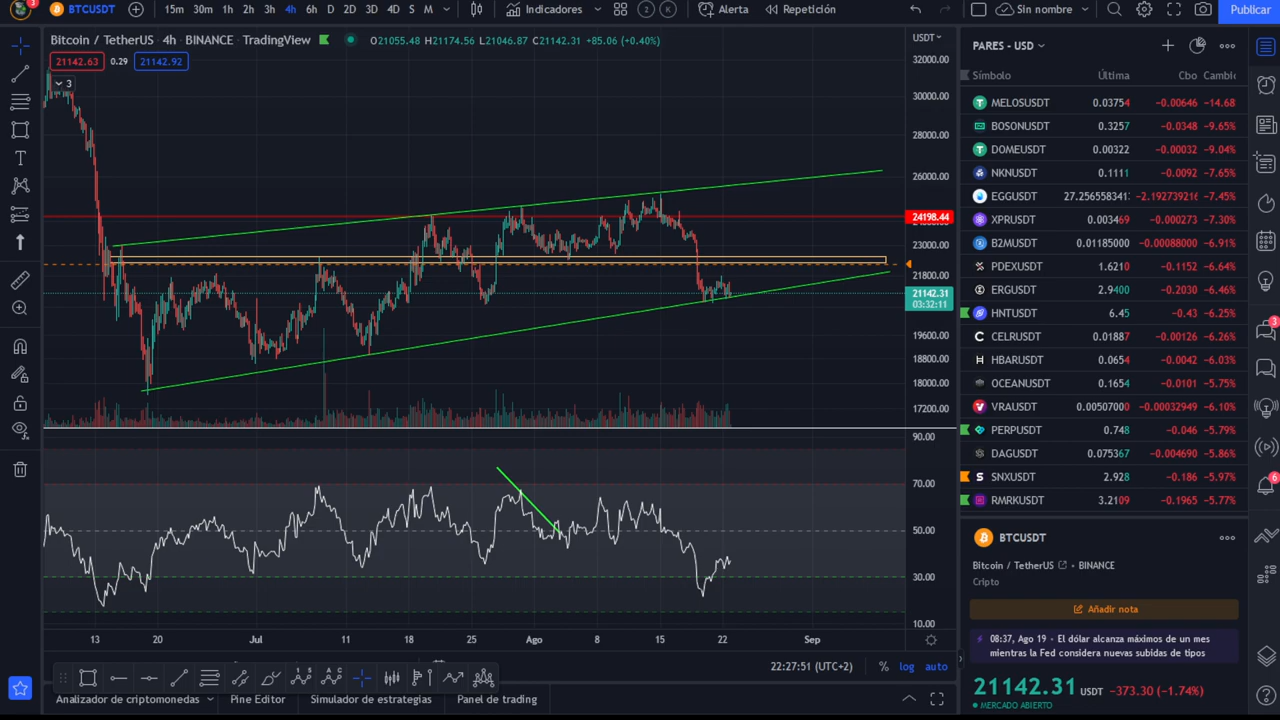 3
BTCUSDT
15m 30m 1h 2h 3h 4h 6h D 2D 3D 4D S M
Indicadores
2 K
Alerta
Repetición
Sin nombre
Publicar
Bitcoin / TetherUS · 4h · BINANCE · TradingView
O21055.48 H21174.56 L21046.87 C21142.31 +85.06 (+0.40%)
21142.63 0.29 21142.92
3
USDT
32000.00
30000.00
28000.00
26000.00
24198.44
23000.00
21800.00
21142.31
03:32:11
19600.00
18800.00
18000.00
17200.00
90.00
70.00
50.00
30.00
10.00
13 20 Jul 11 18 25 Ago 8 15 22 Sep
22:27:51 (UTC+2) % log auto
Analizador de criptomonedas
Pine Editor
Simulador de estrategias
Panel de trading
PARES - USD
Símbolo Última Cbo Cambic
MELOSUSDT 0.03754 −0.00646 −14.68
BOSONUSDT 0.3257 −0.0348 −9.65%
DOMEUSDT 0.00322 −0.00032 −9.04%
NKNUSDT 0.1111 −0.0092 −7.65%
EGGUSDT 27.2565583413 −2.192739216 −7.45%
XPRUSDT 0.003469 −0.000273 −7.30%
B2MUSDT 0.01185000 −0.00088000 −6.91%
PDEXUSDT 1.6210 −0.1152 −6.64%
ERGUSDT 2.9400 −0.2030 −6.46%
HNTUSDT 6.45 −0.43 −6.25%
CELRUSDT 0.01887 −0.00126 −6.26%
HBARUSDT 0.0654 −0.0042 −6.03%
OCEANUSDT 0.1654 −0.0101 −5.75%
VRAUSDT 0.0050700 −0.00032949 −6.10%
PERPUSDT 0.748 −0.046 −5.79%
DAGUSDT 0.075367 −0.004690 −5.86%
SNXUSDT 2.928 −0.186 −5.97%
RMRKUSDT 3.2109 −0.1965 −5.77%
BTCUSDT
Bitcoin / TetherUS • BINANCE
Cripto
Añadir nota
08:37, Ago 19 • El dólar alcanza máximos de un mes
mientras la Fed considera nuevas subidas de tipos
21142.31 USDT −373.30 (−1.74%)
MERCADO ABIERTO
3
6